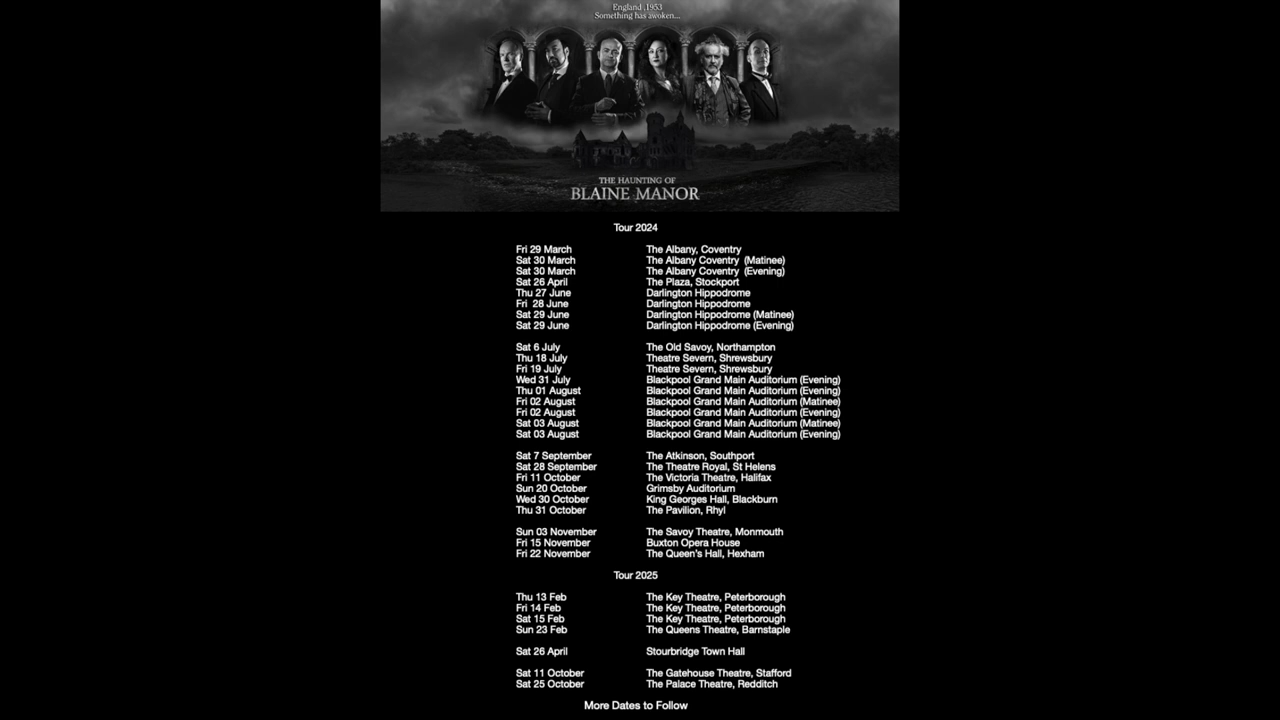 England ,1953
Something has awoken...
THE HAUNTING OF
BLAINE MANOR
Tour 2024
Fri 29 March The Albany, Coventry
Sat 30 March The Albany Coventry (Matinee)
Sat 30 March The Albany Coventry (Evening)
Sat 26 April The Plaza, Stockport
Thu 27 June Darlington Hippodrome
Fri 28 June Darlington Hippodrome
Sat 29 June Darlington Hippodrome (Matinee)
Sat 29 June Darlington Hippodrome (Evening)
Sat 6 July The Old Savoy, Northampton
Thu 18 July Theatre Severn, Shrewsbury
Fri 19 July Theatre Severn, Shrewsbury
Wed 31 July Blackpool Grand Main Auditorium (Evening)
Thu 01 August Blackpool Grand Main Auditorium (Evening)
Fri 02 August Blackpool Grand Main Auditorium (Matinee)
Fri 02 August Blackpool Grand Main Auditorium (Evening)
Sat 03 August Blackpool Grand Main Auditorium (Matinee)
Sat 03 August Blackpool Grand Main Auditorium (Evening)
Sat 7 September The Atkinson, Southport
Sat 28 September The Theatre Royal, St Helens
Fri 11 October The Victoria Theatre, Halifax
Sun 20 October Grimsby Auditorium
Wed 30 October King Georges Hall, Blackburn
Thu 31 October The Pavilion, Rhyl
Sun 03 November The Savoy Theatre, Monmouth
Fri 15 November Buxton Opera House
Fri 22 November The Queen's Hall, Hexham
Tour 2025
Thu 13 Feb The Key Theatre, Peterborough
Fri 14 Feb The Key Theatre, Peterborough
Sat 15 Feb The Key Theatre, Peterborough
Sun 23 Feb The Queens Theatre, Barnstaple
Sat 26 April Stourbridge Town Hall
Sat 11 October The Gatehouse Theatre, Stafford
Sat 25 October The Palace Theatre, Redditch
More Dates to Follow